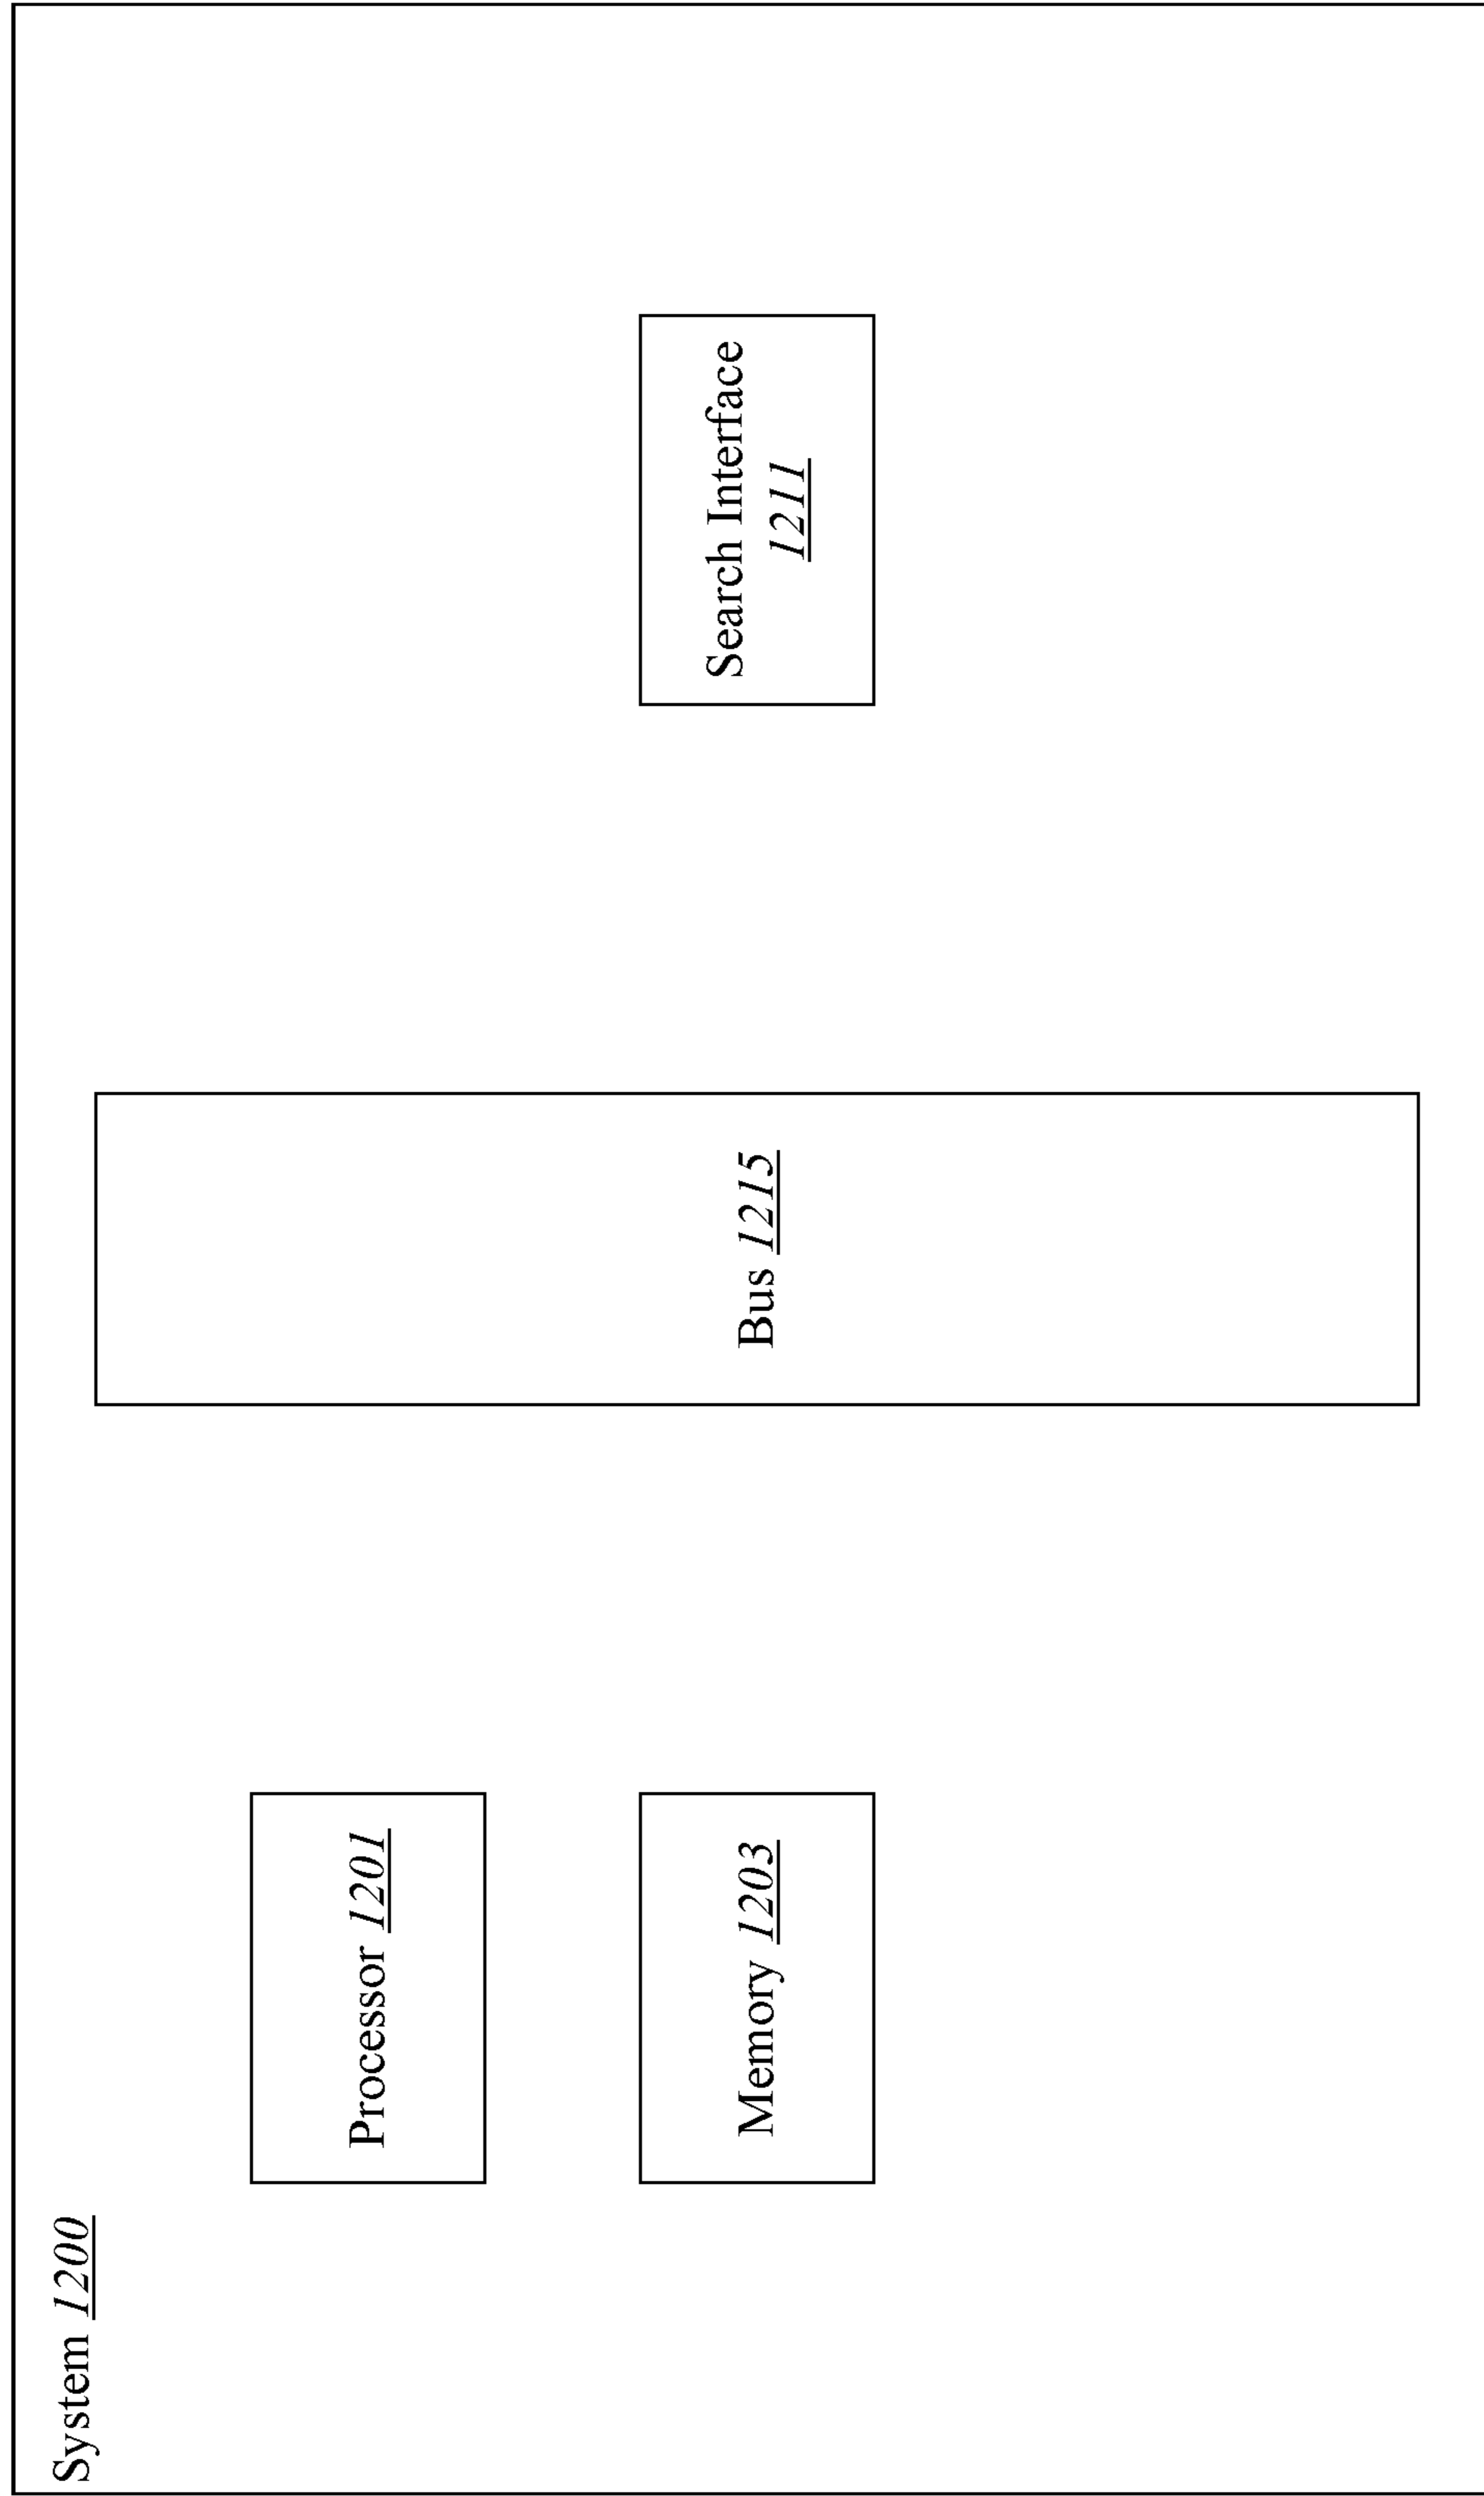 System 1200
Processor 1201
Memory 1203
Bus 1215
Search Interface
1211